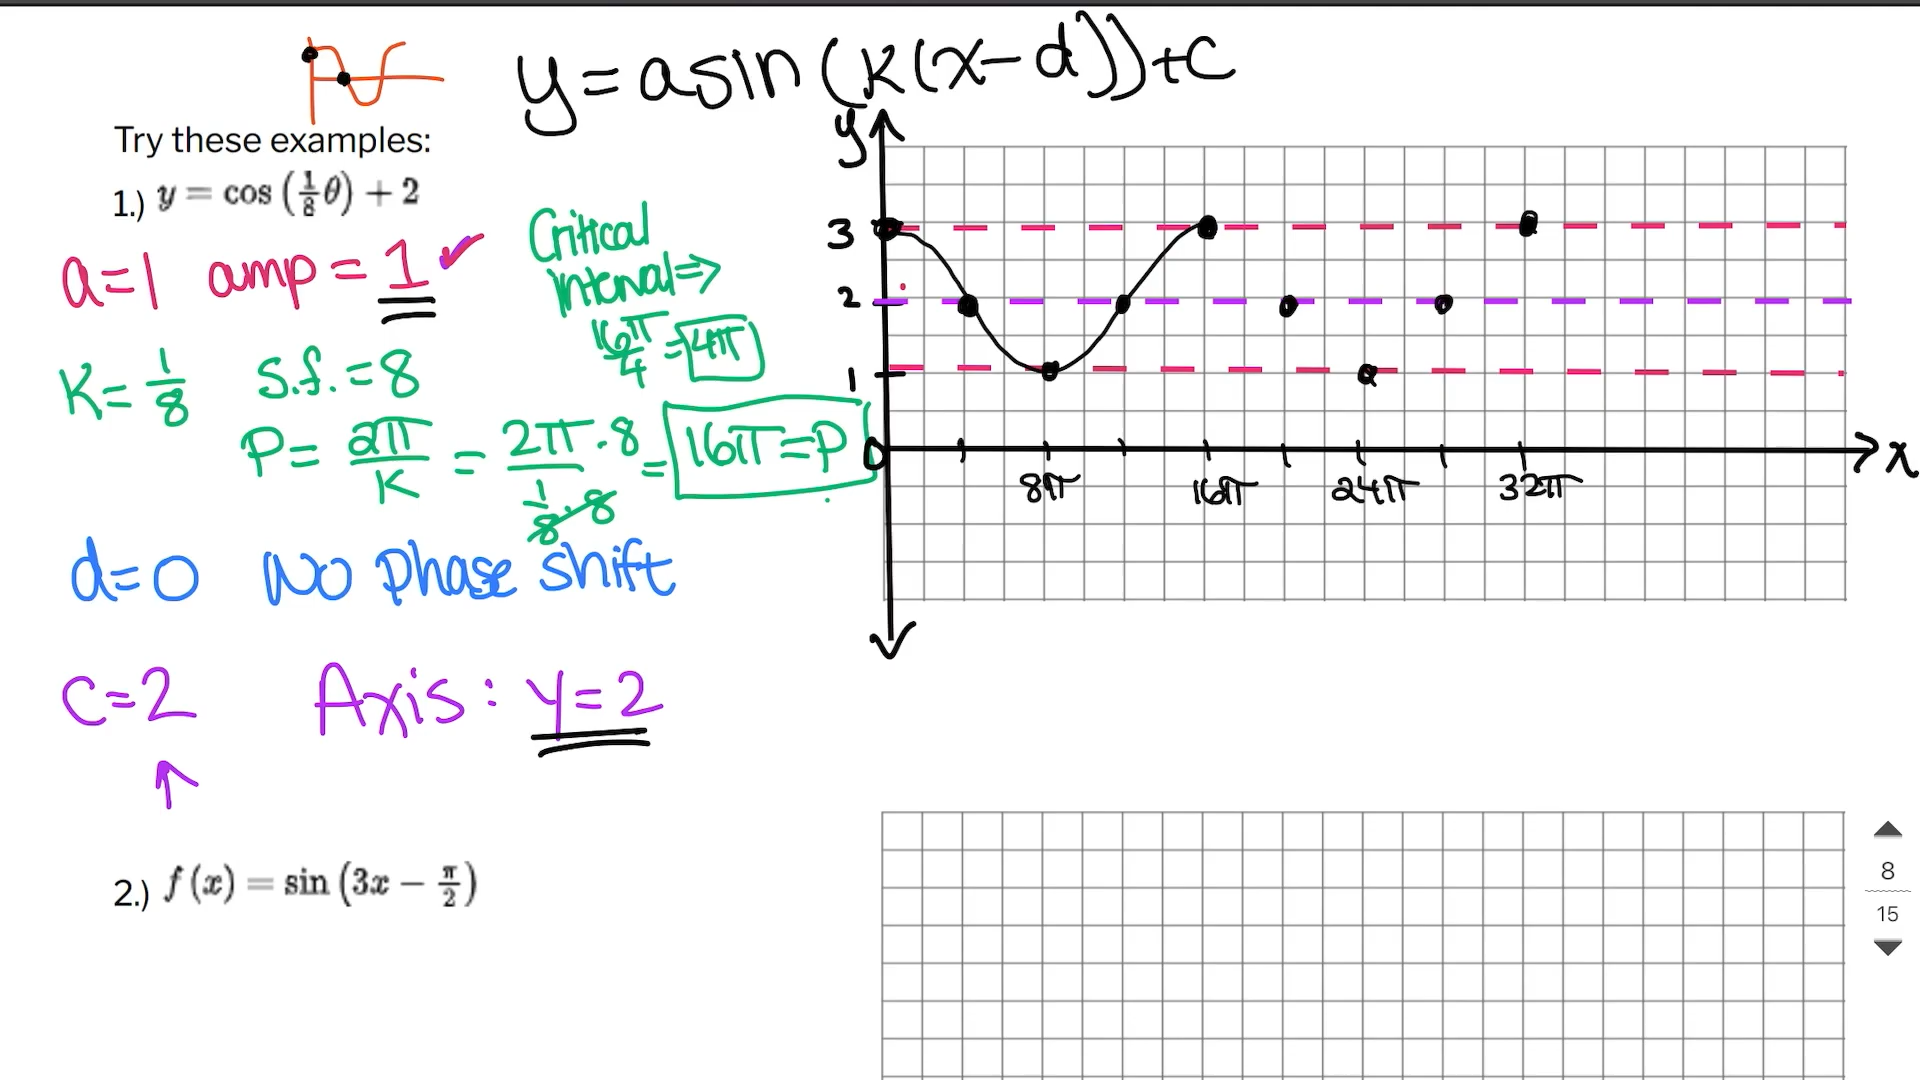 y = a sin (k(x-d)) + c
Try these examples:
1.) y = cos (1/8 θ) + 2
a=1 amp = 1
Critical
interval ⇒
16π/4 = 4π
K = 1/8 s.f. = 8
P = 2π/K = 2π·8 / 1/8·8 = 16π = P
d=0 No phase shift
c=2 Axis: y=2
↑
2.) f(x) = sin (3x − π/2)
y
3
2
1
0
8π 16π 24π 32π
x
8
15